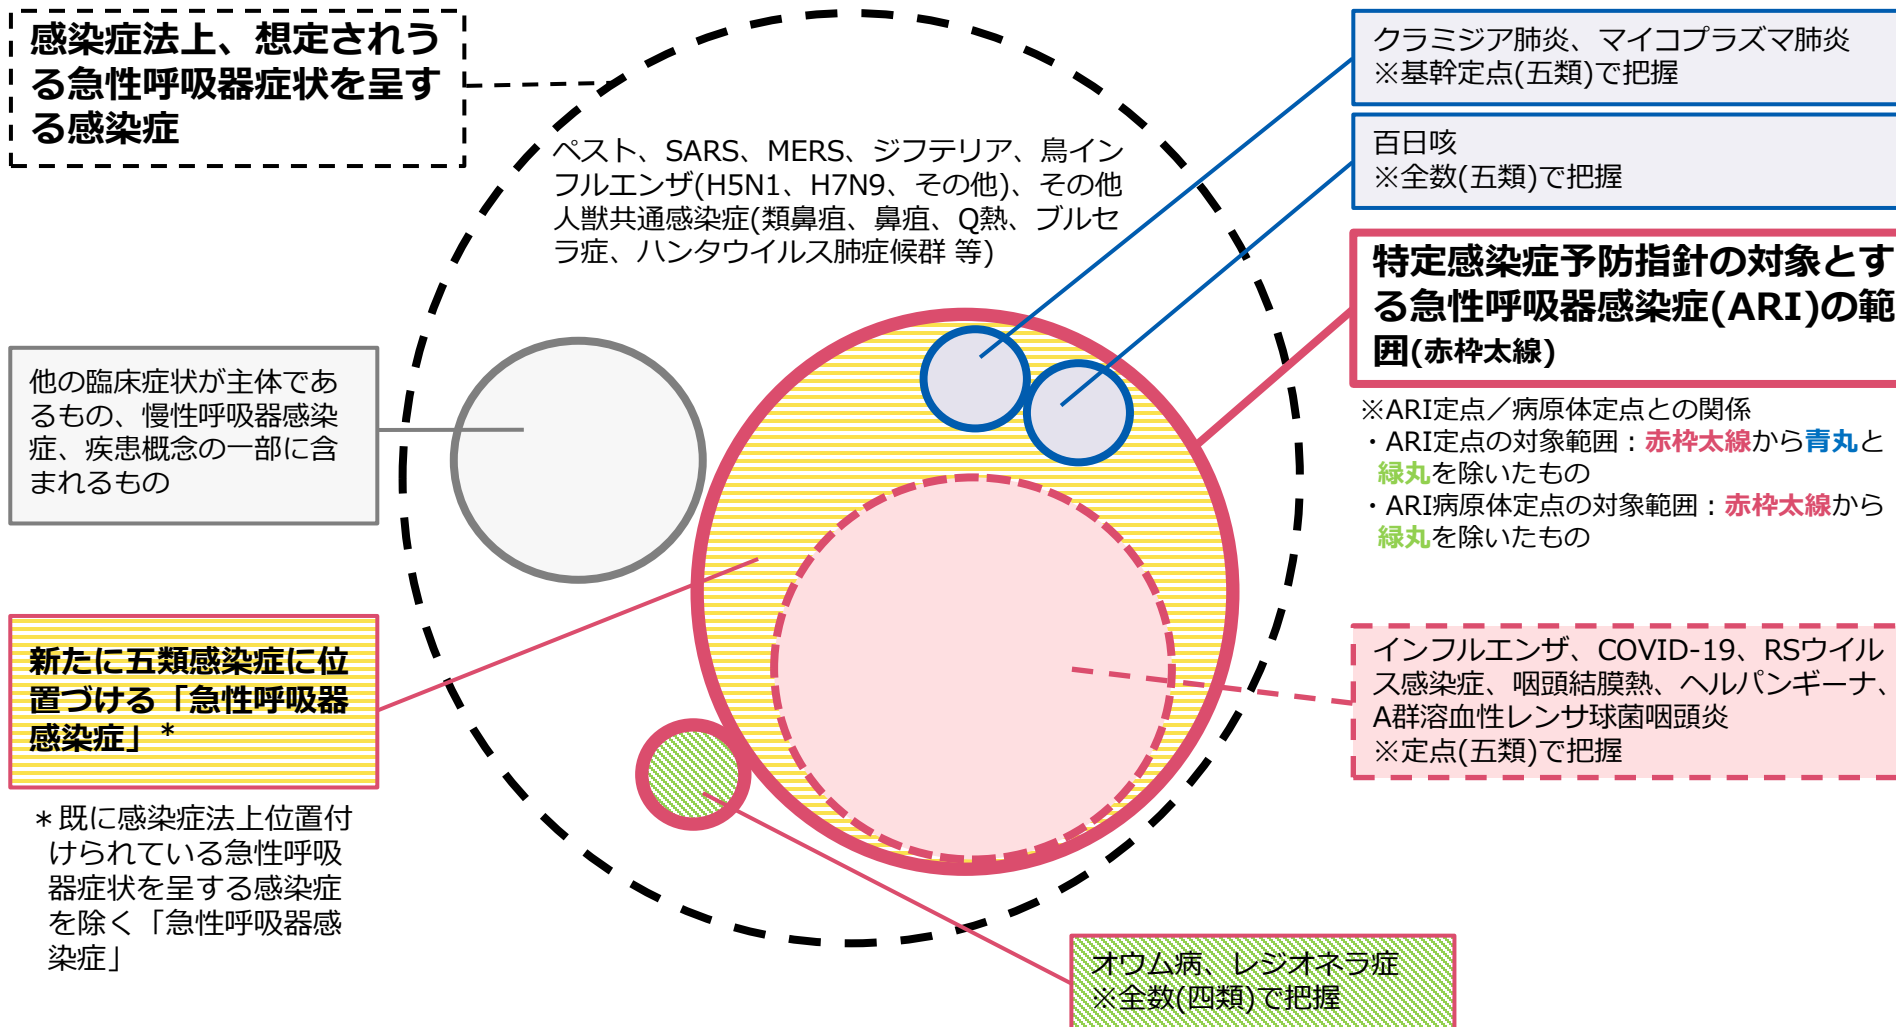 感染症法上、想定されう
る急性呼吸器症状を呈す
る感染症
ペスト、SARS、MERS、ジフテリア、鳥イン
フルエンザ(H5N1、H7N9、その他)、その他
人獣共通感染症(類鼻疽、鼻疽、Q熱、ブルセ
ラ症、ハンタウイルス肺症候群 等)
クラミジア肺炎、マイコプラズマ肺炎
※基幹定点(五類)で把握
百日咳
※全数(五類)で把握
特定感染症予防指針の対象とす
る急性呼吸器感染症(ARI)の範
囲(赤枠太線)
※ARI定点／病原体定点との関係
・ARI定点の対象範囲：赤枠太線から青丸と
緑丸を除いたもの
・ARI病原体定点の対象範囲：赤枠太線から
緑丸を除いたもの
他の臨床症状が主体であ
るもの、慢性呼吸器感染
症、疾患概念の一部に含
まれるもの
新たに五類感染症に位
置づける「急性呼吸器
感染症」*
＊既に感染症法上位置付
けられている急性呼吸
器症状を呈する感染症
を除く「急性呼吸器感
染症」
インフルエンザ、COVID-19、RSウイル
ス感染症、咽頭結膜熱、ヘルパンギーナ、
A群溶血性レンサ球菌咽頭炎
※定点(五類)で把握
オウム病、レジオネラ症
※全数(四類)で把握